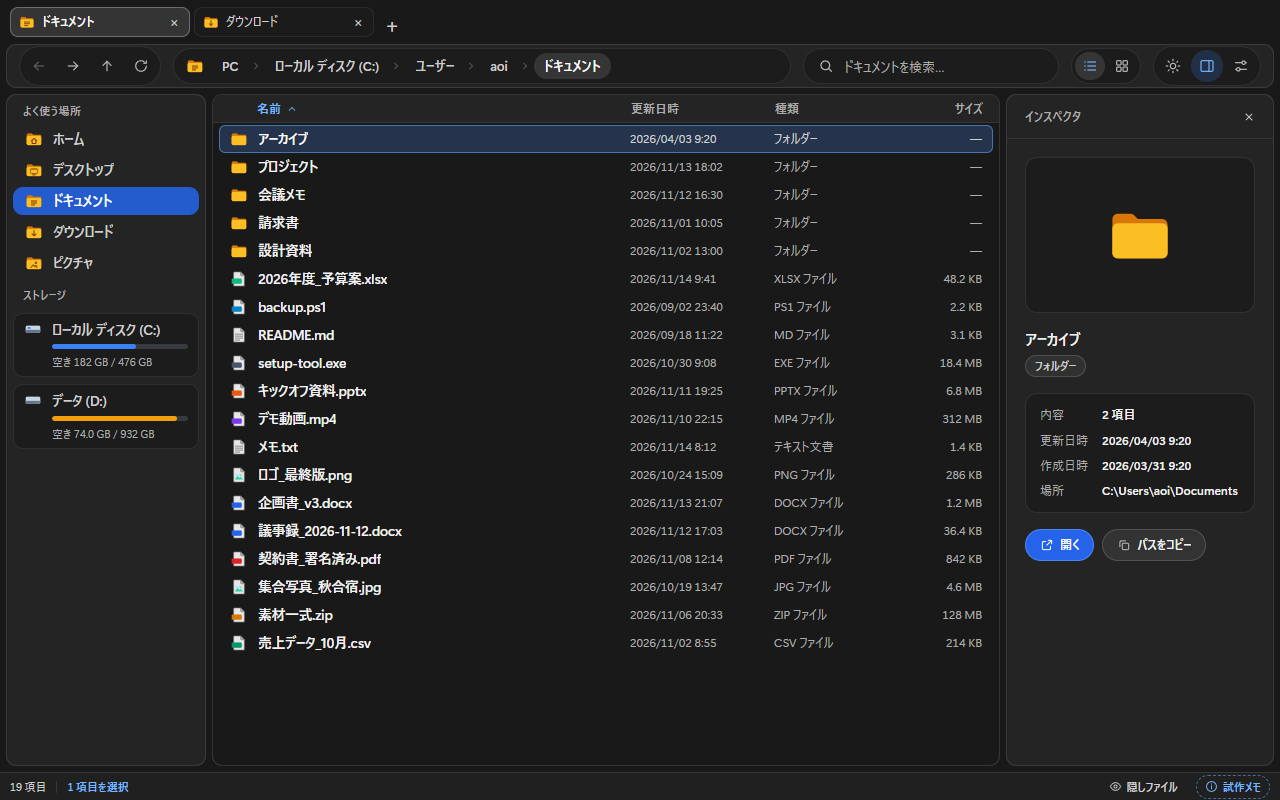 ドキュメント ×
ダウンロード ×
+
PC › ローカル ディスク (C:) › ユーザー › aoi › ドキュメント
ドキュメントを検索...
よく使う場所
ホーム
デスクトップ
ドキュメント
ダウンロード
ピクチャ
ストレージ
ローカル ディスク (C:)
空き 182 GB / 476 GB
データ (D:)
空き 74.0 GB / 932 GB
名前 更新日時 種類 サイズ
アーカイブ 2026/04/03 9:20 フォルダー —
プロジェクト 2026/11/13 18:02 フォルダー —
会議メモ 2026/11/12 16:30 フォルダー —
請求書 2026/11/01 10:05 フォルダー —
設計資料 2026/11/02 13:00 フォルダー —
2026年度_予算案.xlsx 2026/11/14 9:41 XLSX ファイル 48.2 KB
backup.ps1 2026/09/02 23:40 PS1 ファイル 2.2 KB
README.md 2026/09/18 11:22 MD ファイル 3.1 KB
setup-tool.exe 2026/10/30 9:08 EXE ファイル 18.4 MB
キックオフ資料.pptx 2026/11/11 19:25 PPTX ファイル 6.8 MB
デモ動画.mp4 2026/11/10 22:15 MP4 ファイル 312 MB
メモ.txt 2026/11/14 8:12 テキスト文書 1.4 KB
ロゴ_最終版.png 2026/10/24 15:09 PNG ファイル 286 KB
企画書_v3.docx 2026/11/13 21:07 DOCX ファイル 1.2 MB
議事録_2026-11-12.docx 2026/11/12 17:03 DOCX ファイル 36.4 KB
契約書_署名済み.pdf 2026/11/08 12:14 PDF ファイル 842 KB
集合写真_秋合宿.jpg 2026/10/19 13:47 JPG ファイル 4.6 MB
素材一式.zip 2026/11/06 20:33 ZIP ファイル 128 MB
売上データ_10月.csv 2026/11/02 8:55 CSV ファイル 214 KB
インスペクタ ×
アーカイブ
フォルダー
内容 2 項目
更新日時 2026/04/03 9:20
作成日時 2026/03/31 9:20
場所 C:\Users\aoi\Documents
開く パスをコピー
19 項目 1 項目を選択
隠しファイル 試作メモ